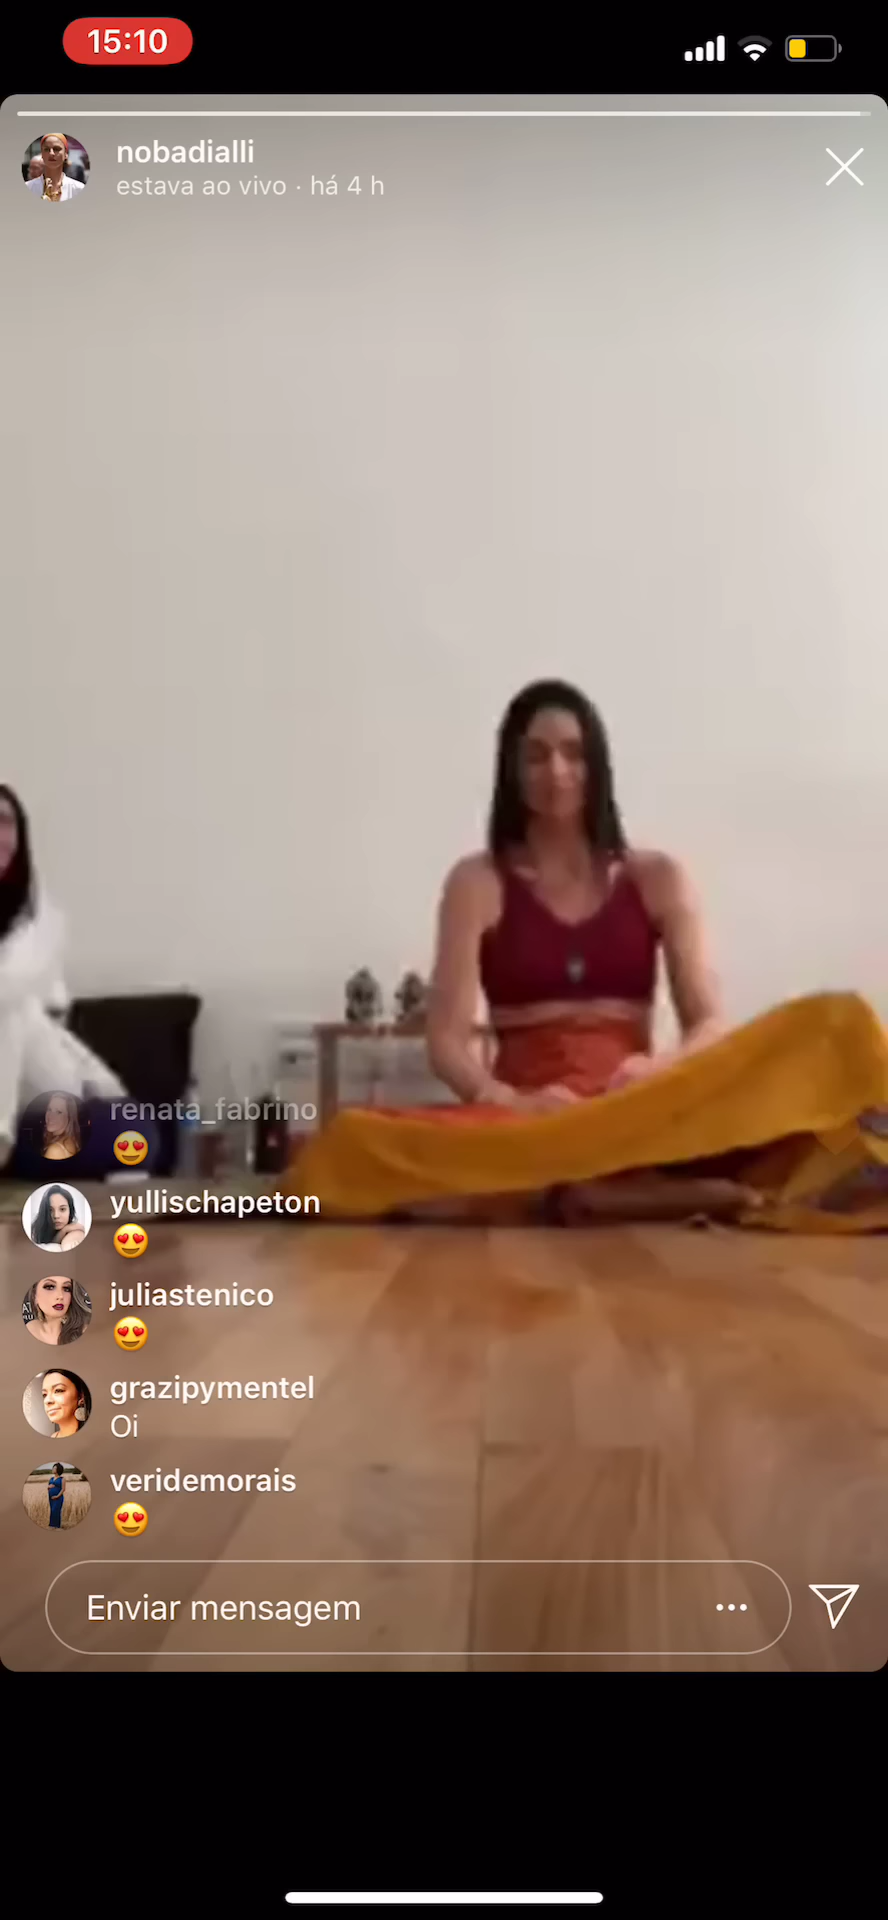 15:10
nobadialli
estava ao vivo · há 4 h
renata_fabrino
😍
yullischapeton
😍
juliastenico
😍
grazipymentel
Oi
veridemorais
😍
Enviar mensagem